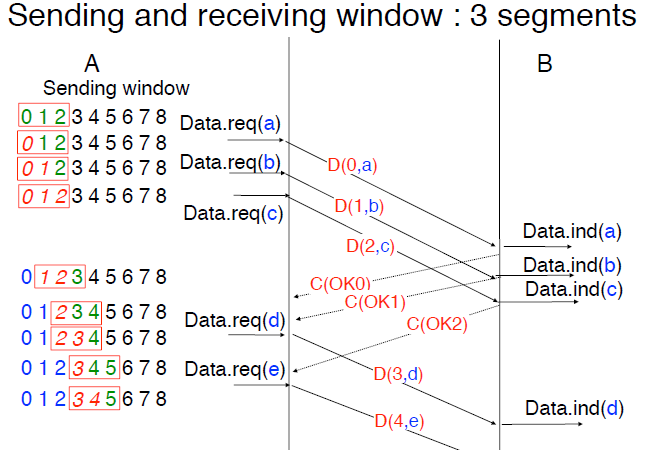 Sending and receiving window : 3 segments
A
B
Sending window
0 1 2 3 4 5 6 7 8
Data.req(a)
0 1 2 3 4 5 6 7 8
Data.req(b)
0 1 2 3 4 5 6 7 8
D(0,a)
0 1 2 3 4 5 6 7 8
Data.req(c)
D(1,b)
Data.ind(a)
D(2,c)
Data.ind(b)
0 1 2 3 4 5 6 7 8
C(OK0)
Data.ind(c)
C(OK1)
0 1 2 3 4 5 6 7 8
Data.req(d)
C(OK2)
0 1 2 3 4 5 6 7 8
0 1 2 3 4 5 6 7 8
Data.req(e)
D(3,d)
0 1 2 3 4 5 6 7 8
Data.ind(d)
D(4,e)